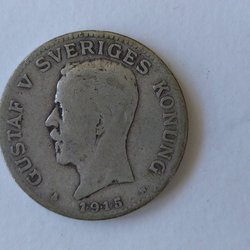 GUSTAF V SVERIGES KONUNG
1915